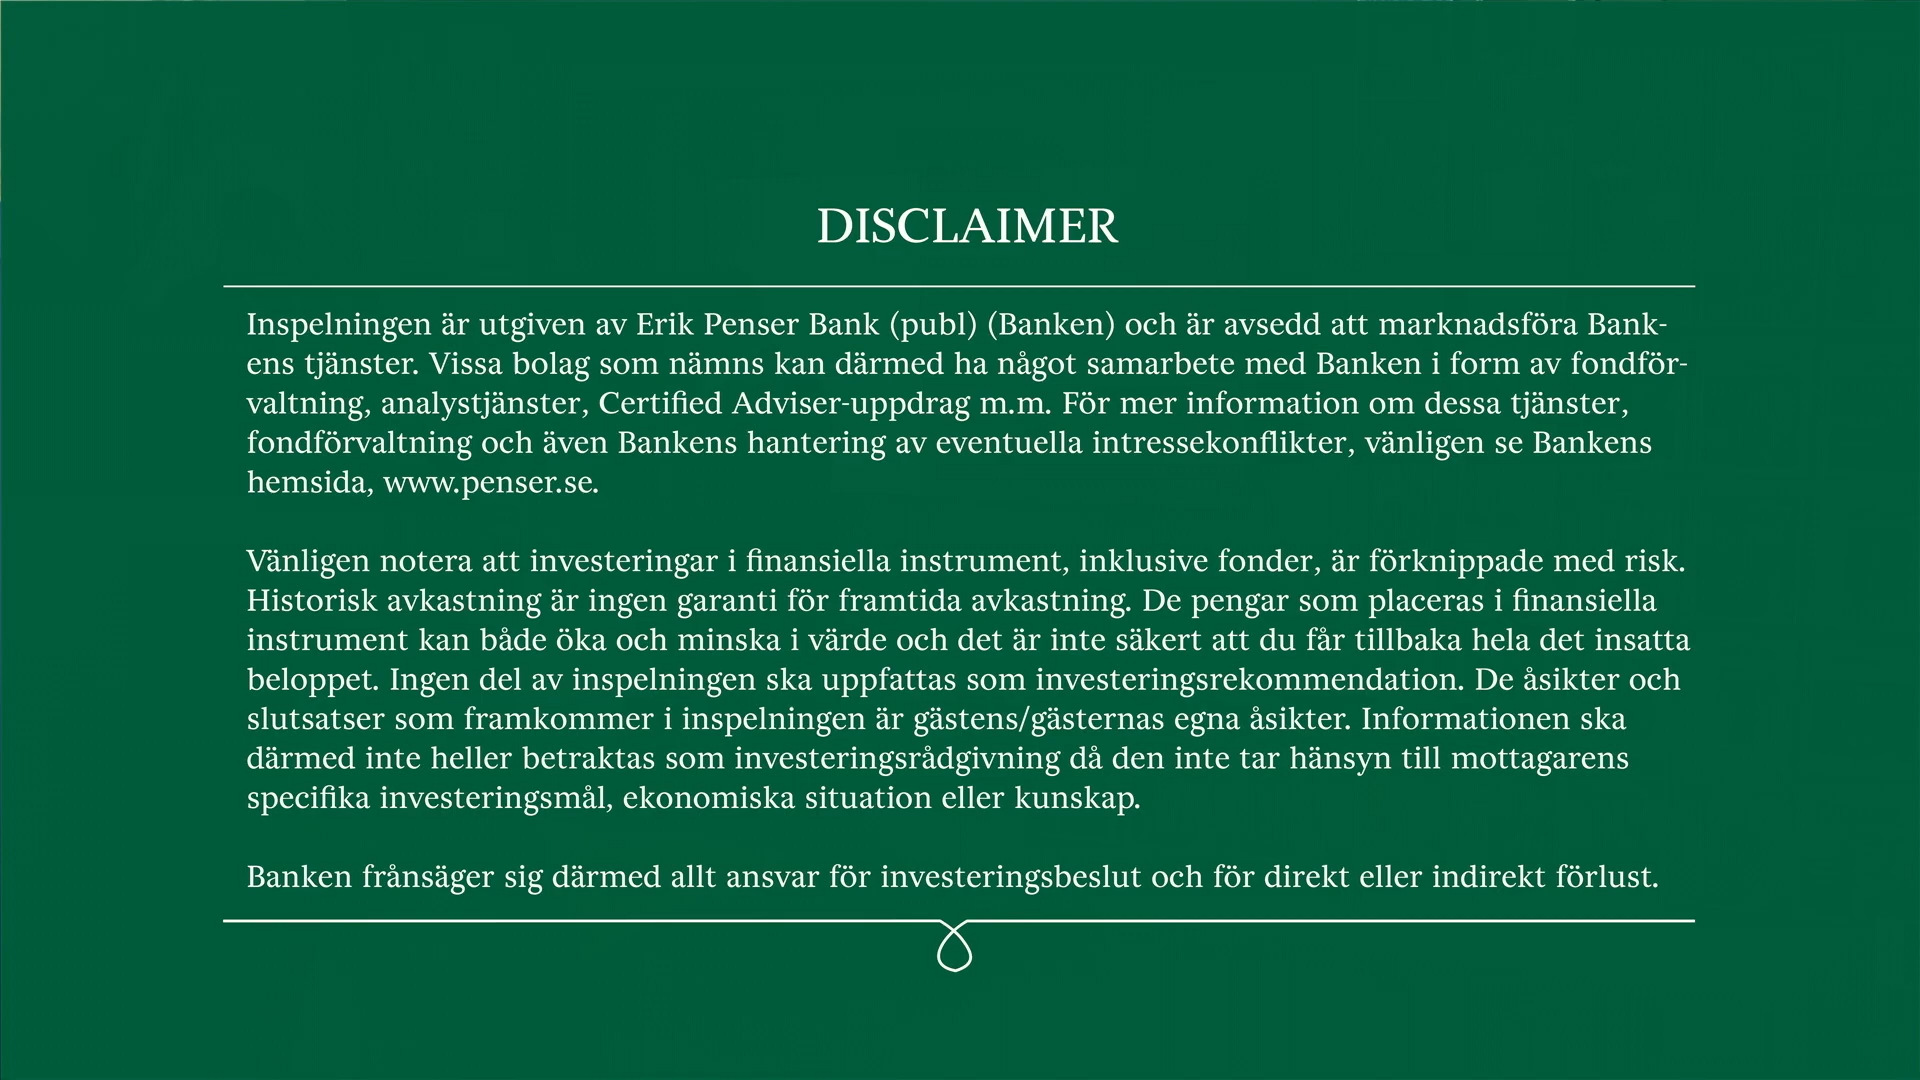 DISCLAIMER
Inspelningen är utgiven av Erik Penser Bank (publ) (Banken) och är avsedd att marknadsföra Bank-
ens tjänster. Vissa bolag som nämns kan därmed ha något samarbete med Banken i form av fondför-
valtning, analystjänster, Certified Adviser-uppdrag m.m. För mer information om dessa tjänster,
fondförvaltning och även Bankens hantering av eventuella intressekonflikter, vänligen se Bankens
hemsida, www.penser.se.
Vänligen notera att investeringar i finansiella instrument, inklusive fonder, är förknippade med risk.
Historisk avkastning är ingen garanti för framtida avkastning. De pengar som placeras i finansiella
instrument kan både öka och minska i värde och det är inte säkert att du får tillbaka hela det insatta
beloppet. Ingen del av inspelningen ska uppfattas som investeringsrekommendation. De åsikter och
slutsatser som framkommer i inspelningen är gästens/gästernas egna åsikter. Informationen ska
därmed inte heller betraktas som investeringsrådgivning då den inte tar hänsyn till mottagarens
specifika investeringsmål, ekonomiska situation eller kunskap.
Banken frånsäger sig därmed allt ansvar för investeringsbeslut och för direkt eller indirekt förlust.